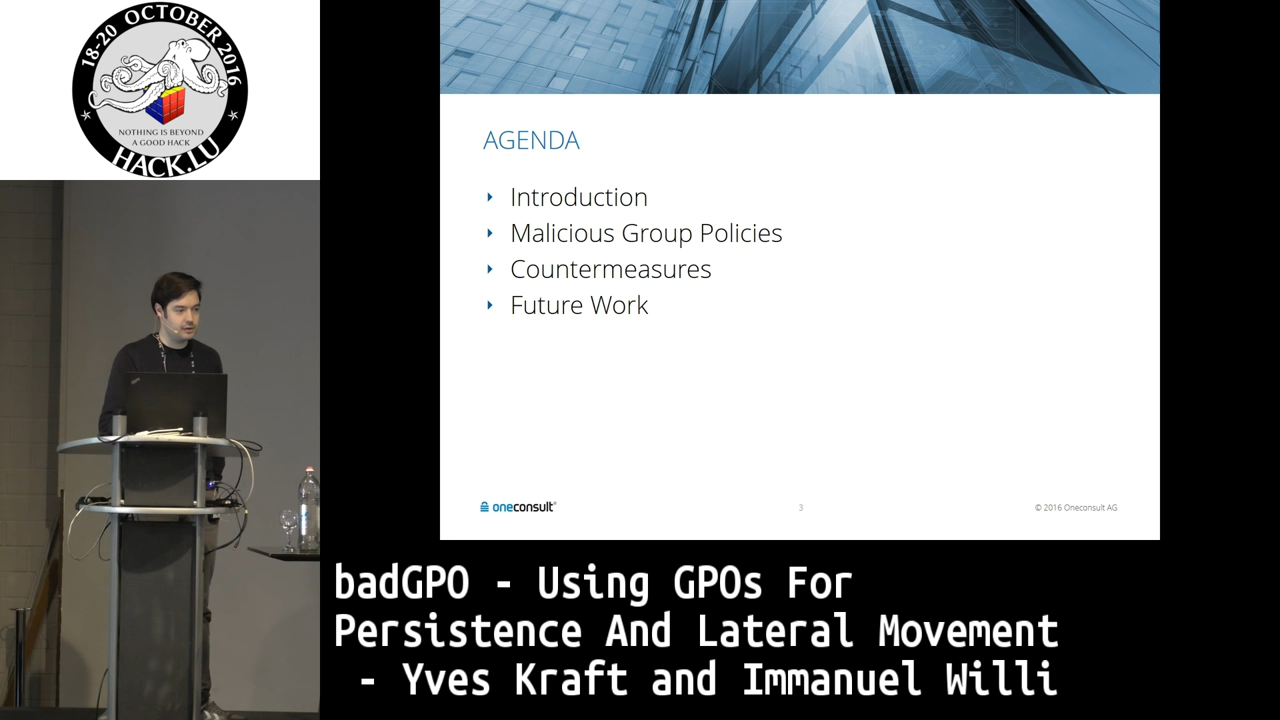 18-20 OCTOBER 2016
NOTHING IS BEYOND
A GOOD HACK
HACK.LU
AGENDA
Introduction
Malicious Group Policies
Countermeasures
Future Work
oneconsult®
3
© 2016 Oneconsult AG
badGPO - Using GPOs For
Persistence And Lateral Movement
- Yves Kraft and Immanuel Willi